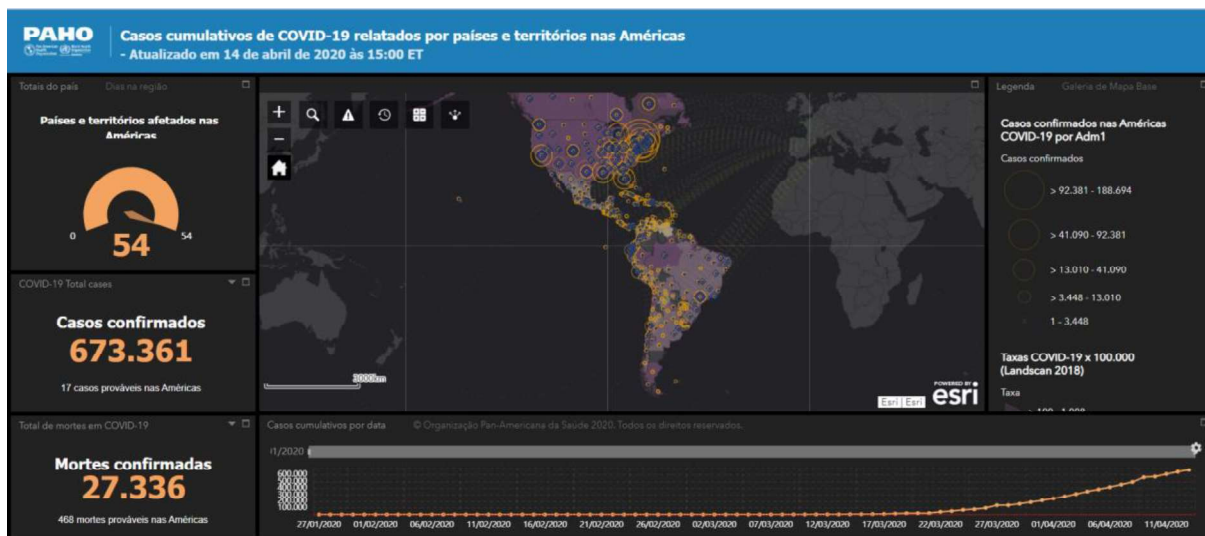 PAHO
Casos cumulativos de COVID-19 relatados por países e territórios nas Américas
- Atualizado em 14 de abril de 2020 às 15:00 ET
Totais do país Dias na região
Países e territórios afetados nas
Américas
0 54
54
COVID-19 Total cases
Casos confirmados
673.361
17 casos prováveis nas Américas
Total de mortes em COVID-19
Mortes confirmadas
27.336
468 mortes prováveis nas Américas
3000km
Esri | Esri
POWERED BY
esri
Legenda Galeria de Mapa Base
Casos confirmados nas Américas
COVID-19 por Adm1
Casos confirmados
> 92.381 - 188.694
> 41.090 - 92.381
> 13.010 - 41.090
> 3.448 - 13.010
1 - 3.448
Taxas COVID-19 x 100.000
(Landscan 2018)
Taxa
Casos cumulativos por data © Organização Pan-Americana da Saúde 2020. Todos os direitos reservados.
1/2020
600.000
100.000
27/01/2020 01/02/2020 06/02/2020 11/02/2020 16/02/2020 21/02/2020 26/02/2020 02/03/2020 07/03/2020 12/03/2020 17/03/2020 22/03/2020 27/03/2020 01/04/2020 06/04/2020 11/04/2020